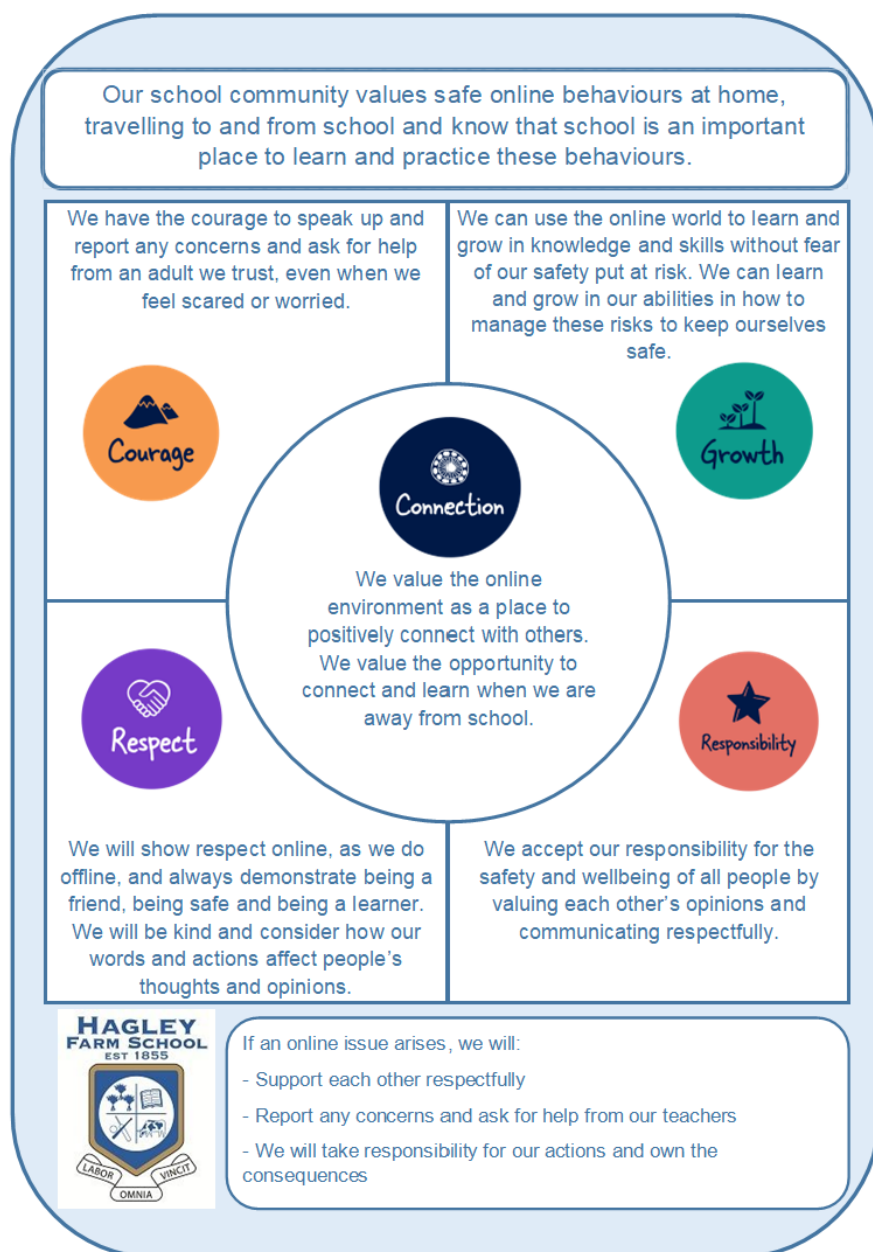 Our school community values safe online behaviours at home,
travelling to and from school and know that school is an important
place to learn and practice these behaviours.
We have the courage to speak up and
report any concerns and ask for help
from an adult we trust, even when we
feel scared or worried.
Courage
We can use the online world to learn and
grow in knowledge and skills without fear
of our safety put at risk. We can learn
and grow in our abilities in how to
manage these risks to keep ourselves
safe.
Growth
Connection
We value the online
environment as a place to
positively connect with others.
We value the opportunity to
connect and learn when we are
away from school.
Respect
We will show respect online, as we do
offline, and always demonstrate being a
friend, being safe and being a learner.
We will be kind and consider how our
words and actions affect people’s
thoughts and opinions.
Responsibility
We accept our responsibility for the
safety and wellbeing of all people by
valuing each other’s opinions and
communicating respectfully.
HAGLEY
FARM SCHOOL
EST 1855
LABOR
OMNIA
VINCIT
If an online issue arises, we will:
- Support each other respectfully
- Report any concerns and ask for help from our teachers
- We will take responsibility for our actions and own the
consequences